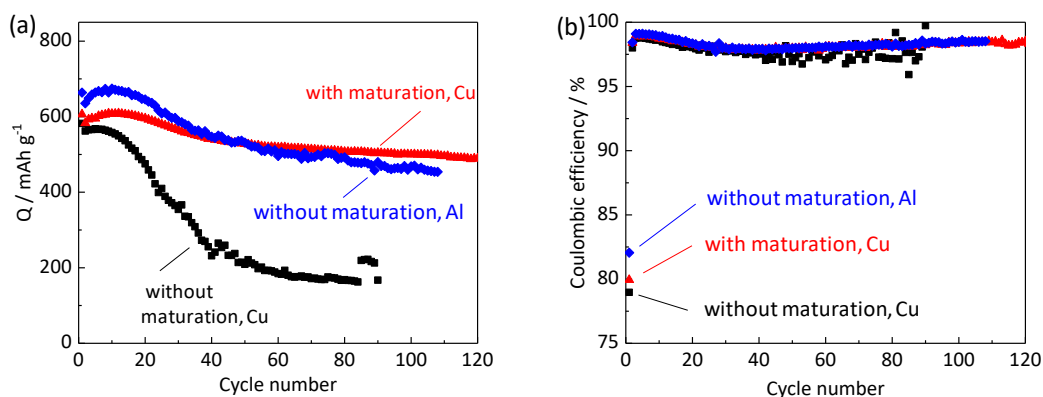 (a)
800
600
400
200
0
Q / mAh g⁻¹
with maturation, Cu
without maturation, Al
without
maturation, Cu
0 20 40 60 80 100 120
Cycle number
(b)
100
95
90
85
80
75
Coulombic efficiency / %
without maturation, Al
with maturation, Cu
without maturation, Cu
0 20 40 60 80 100 120
Cycle number